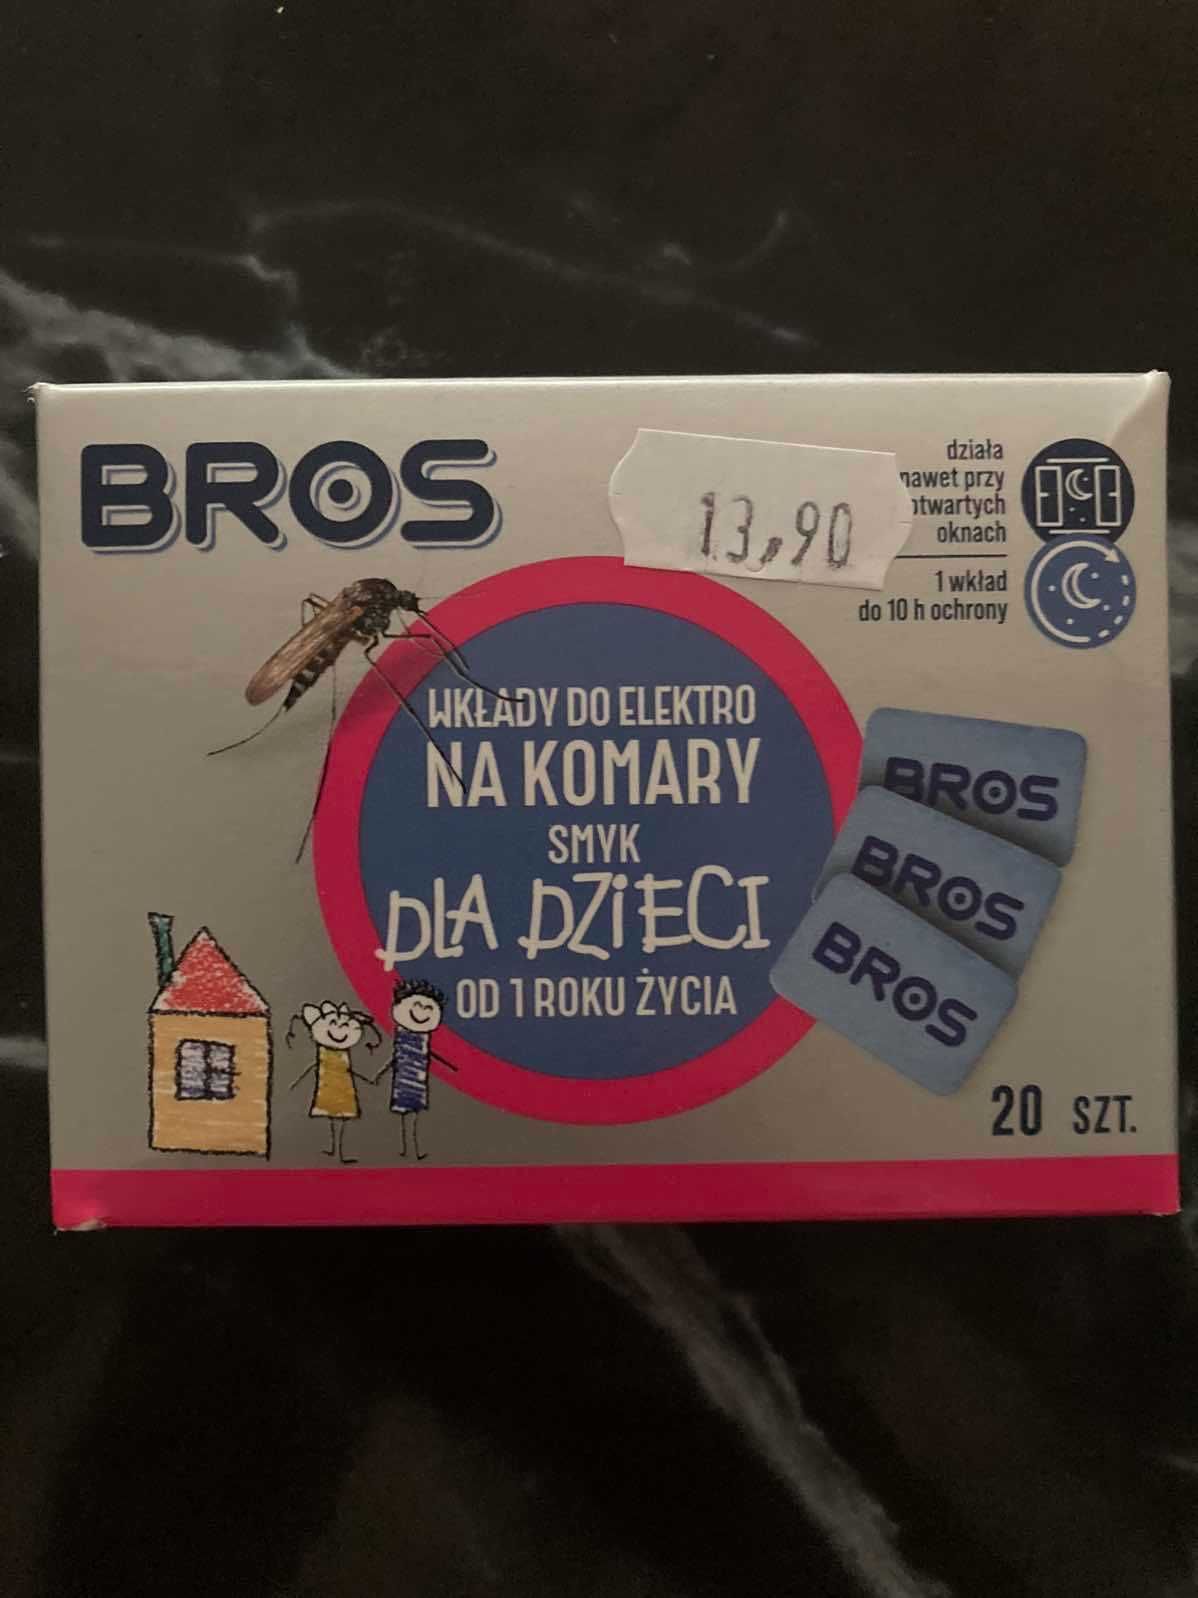 BROS
13,90
działa
nawet przy
otwartych
oknach
1 wkład
do 10 h ochrony
WKŁADY DO ELEKTRO
NA KOMARY
SMYK
DLA DZIECI
OD 1 ROKU ŻYCIA
BROS
BROS
BROS
20 SZT.